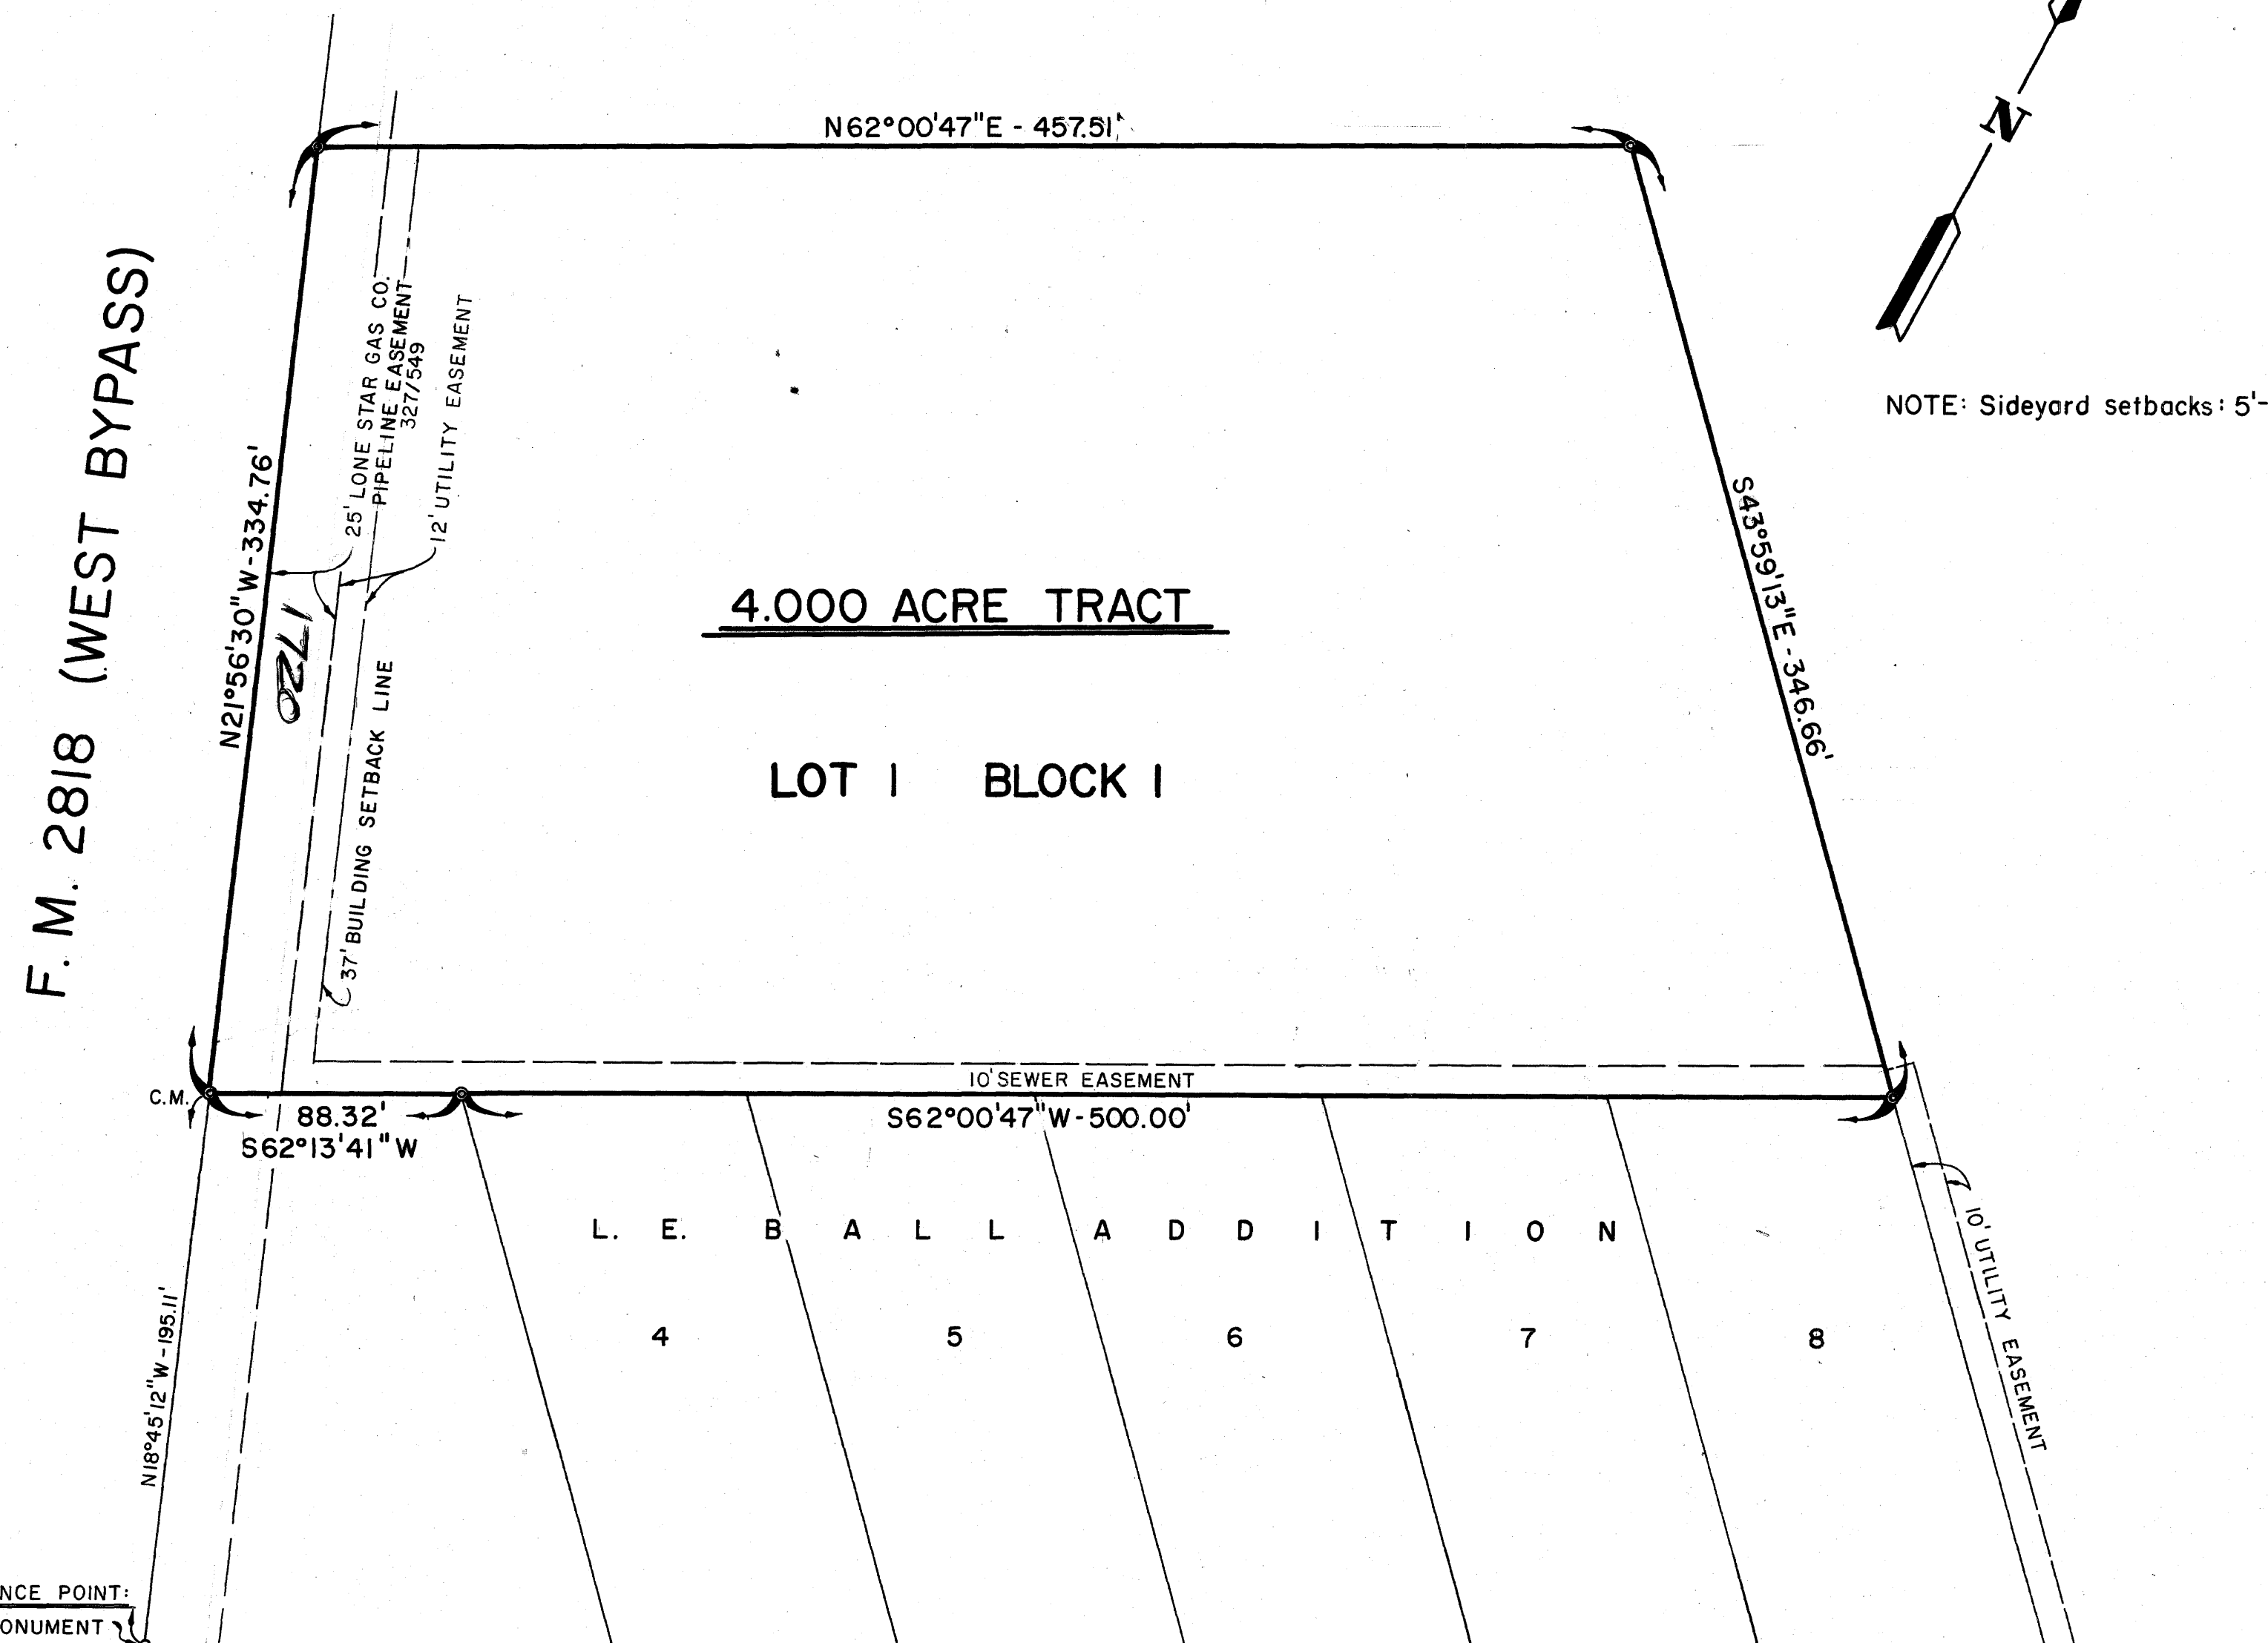 N62°00'47"E - 457.51'
N
F. M. 2818 (WEST BYPASS)
N21°56'30"W - 334.76'
1720
25' LONE STAR GAS CO.
PIPELINE EASEMENT
327/549
12' UTILITY EASEMENT
37' BUILDING SETBACK LINE
4.000 ACRE TRACT
LOT 1 BLOCK 1
S43°59'13"E - 346.66'
NOTE: Sideyard setbacks: 5'-
10' SEWER EASEMENT
C.M.
88.32'
S62°13'41"W
S62°00'47"W - 500.00'
L. E. BALL ADDITION
4 5 6 7 8
10' UTILITY EASEMENT
N18°45'12"W - 195.11'
NCE POINT:
ONUMENT